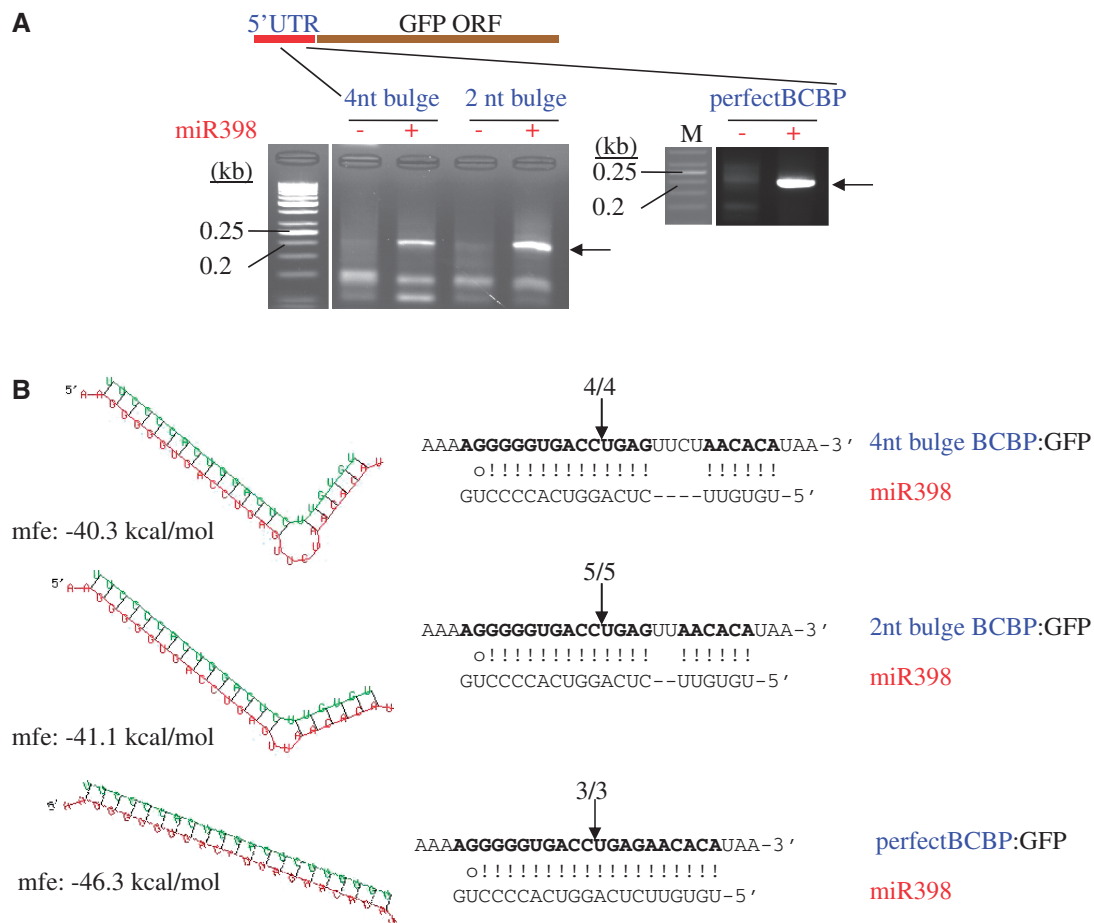 A
5'UTR GFP ORF
4nt bulge 2 nt bulge perfectBCBP
miR398 - + - + M - +
(kb) (kb)
0.25 0.25
0.2 0.2
B
4/4
5'
AAAAGGGGGUGACCUGAGUUCUAACACAUAA-3' 4nt bulge BCBP:GFP
o!!!!!!!!!!!!! !!!!!!
GUCCCCACUGGACUC----UUGUGU-5' miR398
mfe: -40.3 kcal/mol
5/5
5'
AAAAGGGGGUGACCUGAGUUAACACAUAA-3' 2nt bulge BCBP:GFP
o!!!!!!!!!!!!! !!!!!!
GUCCCCACUGGACUC--UUGUGU-5' miR398
mfe: -41.1 kcal/mol
3/3
5'
AAAAGGGGGUGACCUGAGAACACAUAA-3' perfectBCBP:GFP
o!!!!!!!!!!!!!!!!!!!
GUCCCCACUGGACUCUUGUGU-5' miR398
mfe: -46.3 kcal/mol